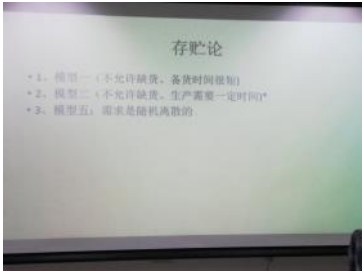 存贮论
• 1、模型一（不允许缺货、备货时间很短）
• 2、模型二（不允许缺货、生产需要一定时间)*
• 3、模型五：需求是随机离散的